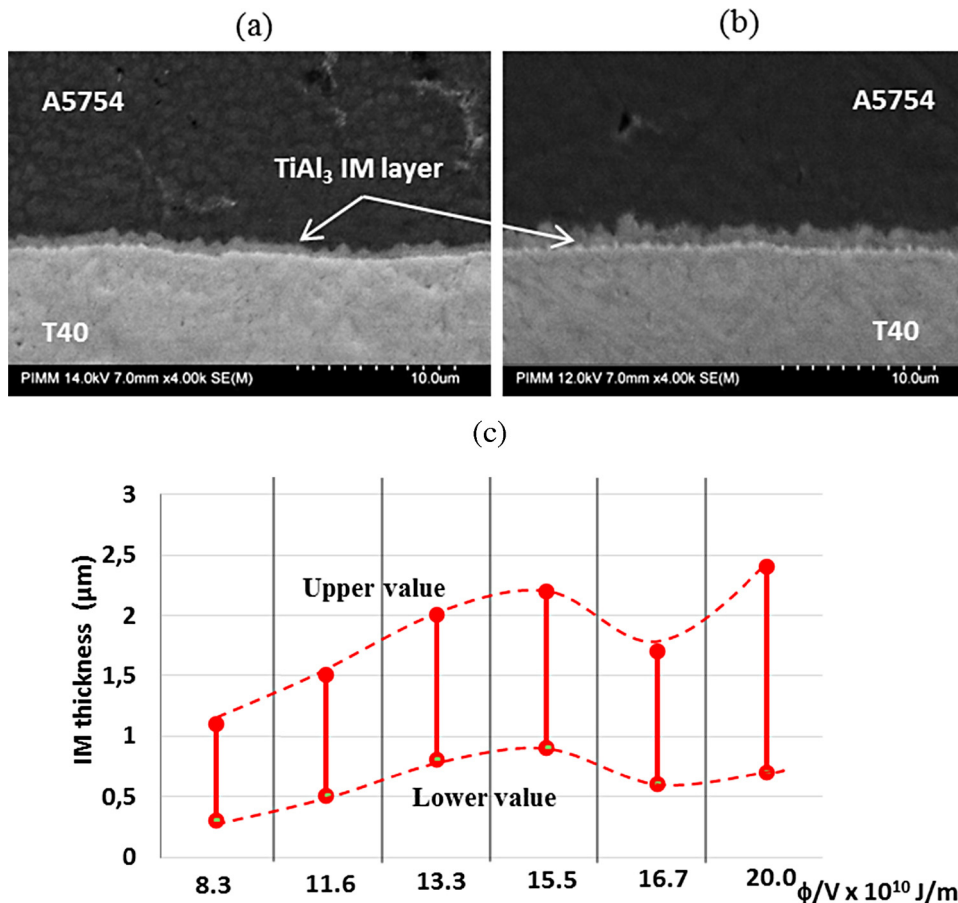 (a)
(b)
A5754
A5754
TiAl₃ IM layer
T40
T40
PIMM 14.0kV 7.0mm x4.00k SE(M)
10.0um
PIMM 12.0kV 7.0mm x4.00k SE(M)
10.0um
(c)
IM thickness (µm)
3
2,5
2
1,5
1
0,5
0
Upper value
Lower value
8.3 11.6 13.3 15.5 16.7 20.0
ϕ/V x 10¹⁰ J/m